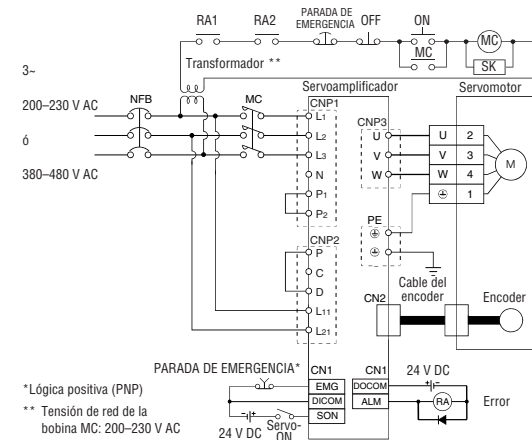 RA1 RA2 PARADA DE EMERGENCIA OFF ON
MC
MC
SK
3~
Transformador **
200–230 V AC
NFB
MC
Servoamplificador
Servomotor
ó
380–480 V AC
CNP1
L1
L2
L3
N
P1
P2
CNP3
U
V
W
U 2
V 3
W 4
1
M
PE
CNP2
P
C
D
L11
L21
Cable del encoder
CN2
Encoder
PARADA DE EMERGENCIA*
CN1
EMG
DICOM
SON
CN1
DOCOM
ALM
24 V DC
RA
Error
24 V DC
Servo-ON
*Lógica positiva (PNP)
** Tensión de red de la
bobina MC: 200–230 V AC